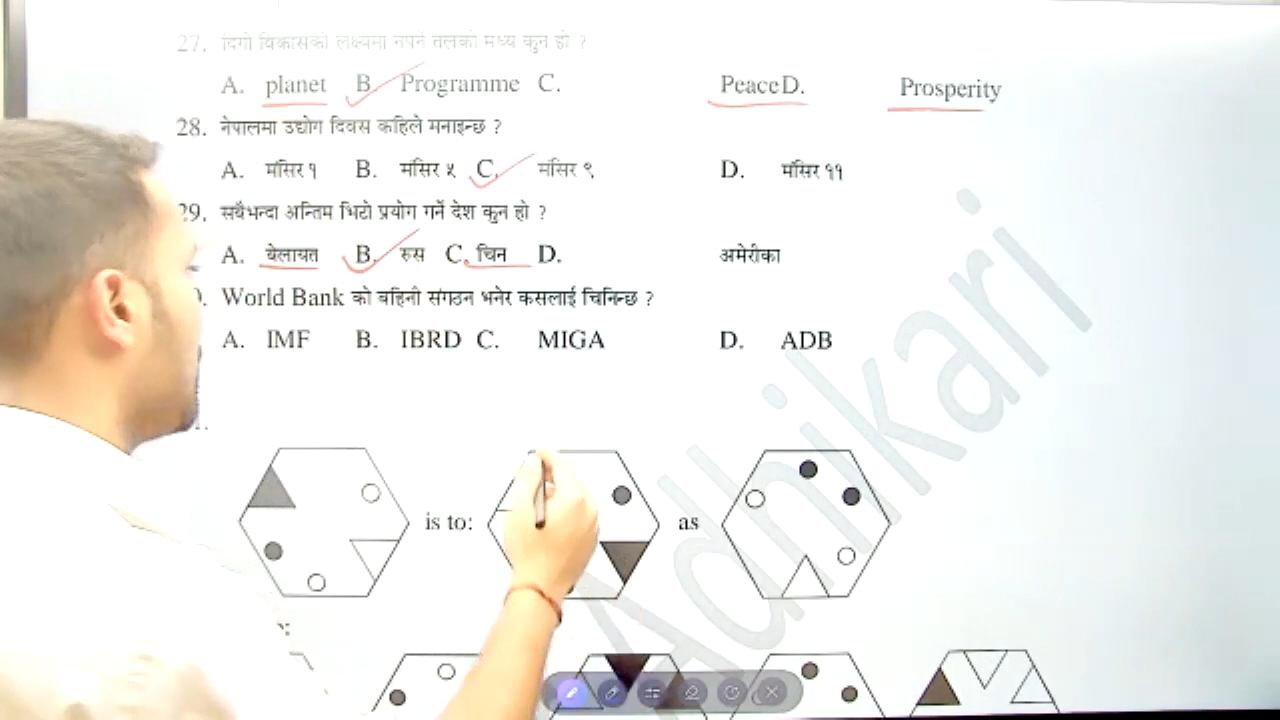 27. दिगो विकासको लक्ष्यमा नपर्ने तलको मध्य कुन हो ?
A. planet B. Programme C. Peace D. Prosperity
28. नेपालमा उद्योग दिवस कहिले मनाइन्छ ?
A. मंसिर १ B. मंसिर ५ C. मंसिर ९ D. मंसिर ११
29. सबैभन्दा अन्तिम भिटो प्रयोग गर्ने देश कुन हो ?
A. बेलायत B. रुस C. चिन D. अमेरीका
World Bank को बहिनी संगठन भनेर कसलाई चिनिन्छ ?
A. IMF B. IBRD C. MIGA D. ADB
is to: as
Adhikari